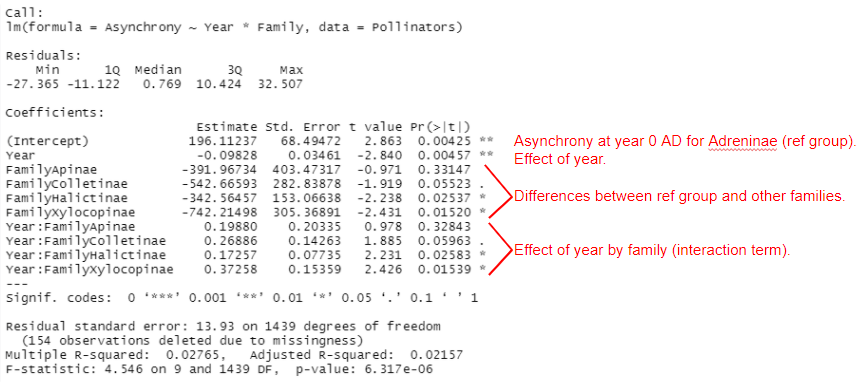 Call:
lm(formula = Asynchrony ~ Year * Family, data = Pollinators)
Residuals:
Min 1Q Median 3Q Max
-27.365 -11.122 0.769 10.424 32.507
Coefficients:
Estimate Std. Error t value Pr(>|t|)
(Intercept) 196.11237 68.49472 2.863 0.00425 **
Year -0.09828 0.03461 -2.840 0.00457 **
FamilyApinae -391.96734 403.47317 -0.971 0.33147
FamilyColletinae -542.66593 282.83878 -1.919 0.05523 .
FamilyHalictinae -342.56457 153.06638 -2.238 0.02537 *
FamilyXylocopinae -742.21498 305.36891 -2.431 0.01520 *
Year:FamilyApinae 0.19880 0.20335 0.978 0.32843
Year:FamilyColletinae 0.26886 0.14263 1.885 0.05963 .
Year:FamilyHalictinae 0.17257 0.07735 2.231 0.02583 *
Year:FamilyXylocopinae 0.37258 0.15359 2.426 0.01539 *
---
Signif. codes: 0 ‘***’ 0.001 ‘**’ 0.01 ‘*’ 0.05 ‘.’ 0.1 ‘ ’ 1
Residual standard error: 13.93 on 1439 degrees of freedom
(154 observations deleted due to missingness)
Multiple R-squared: 0.02765, Adjusted R-squared: 0.02157
F-statistic: 4.546 on 9 and 1439 DF, p-value: 6.317e-06
Asynchrony at year 0 AD for Adreninae (ref group).
Effect of year.
Differences between ref group and other families.
Effect of year by family (interaction term).